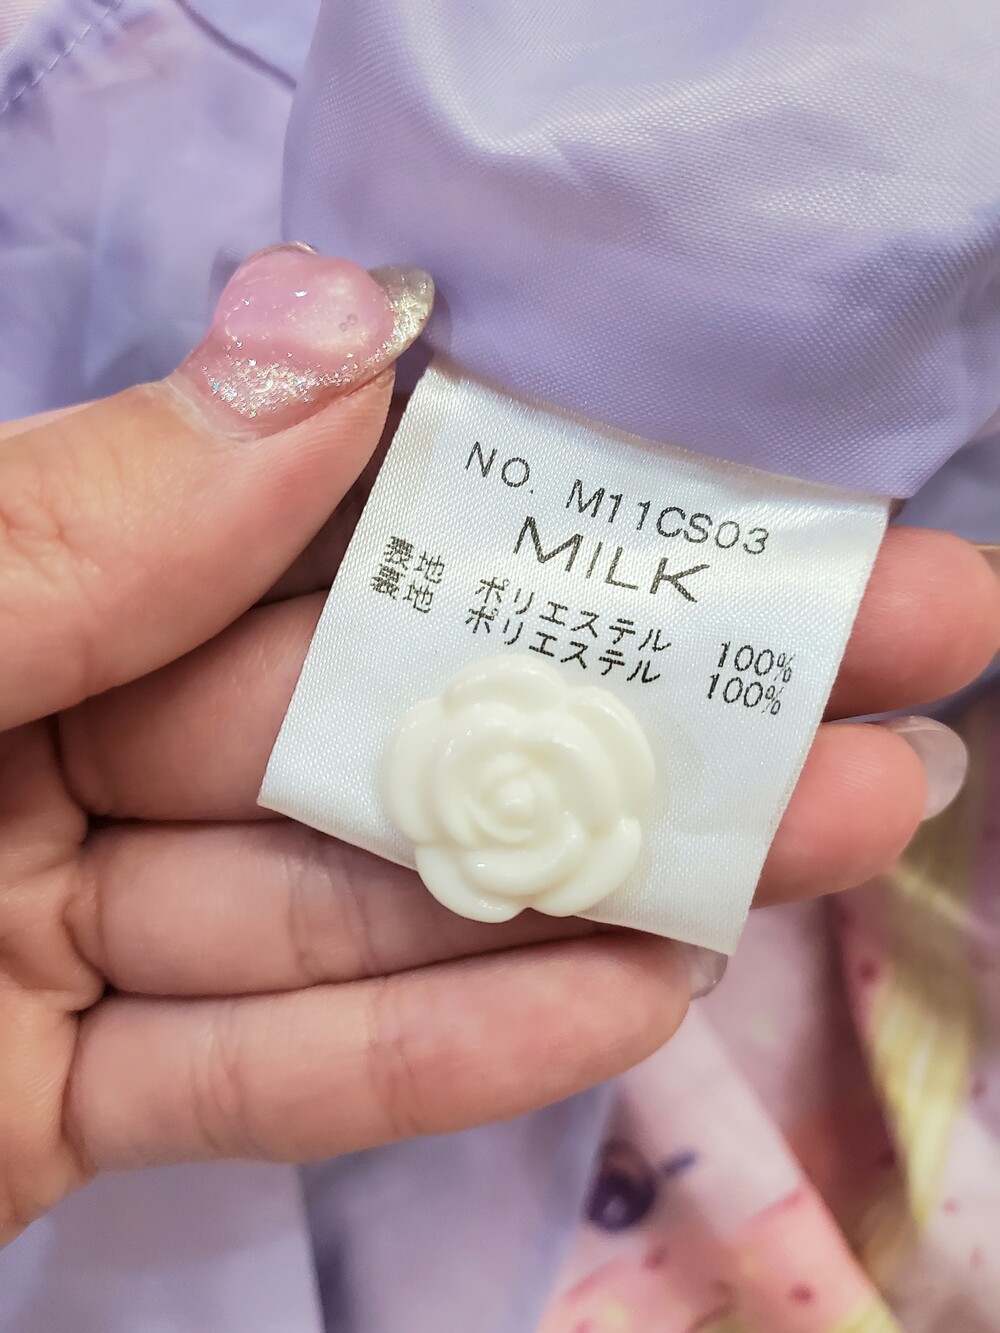 NO. M11CS03
MILK
表地 ポリエステル 100%
裏地 ポリエステル 100%